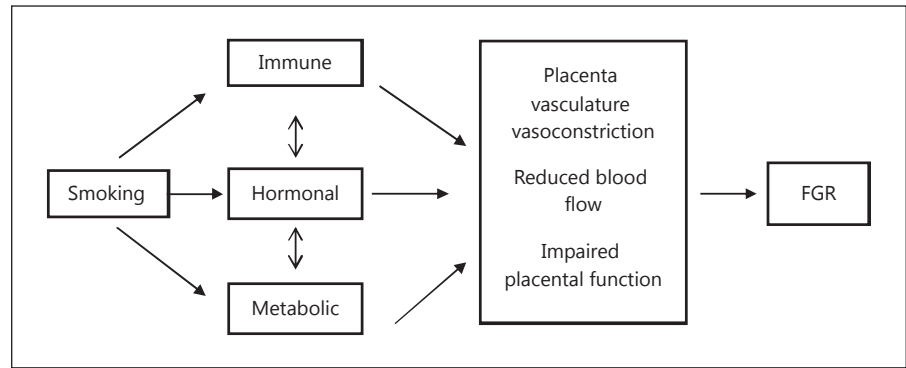 Immune
Smoking
Hormonal
Metabolic
Placenta
vasculature
vasoconstriction
Reduced blood
flow
Impaired
placental function
FGR